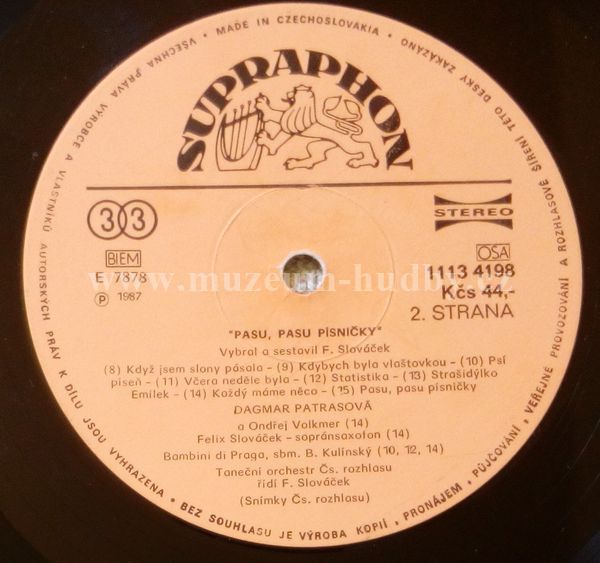 VŠECHNA PRÁVA VÝROBCE A VLASTNÍKŮ AUTORSKÝCH PRÁV K DÍLU JSOU VYHRAZENA • BEZ SOUHLASU JE VÝROBA KOPIÍ, PRONÁJEM, PŮJČOVÁNÍ, VEŘEJNÉ PROVOZOVÁNÍ A ROZHLASOVÉ ŠÍŘENÍ TÉTO DESKY ZAKÁZÁNO • MADE IN CZECHOSLOVAKIA •
SUPRAPHON
33
STEREO
BIEM
OSA
E 7878
1113 4198
www.muzeum-hudby.cz
Ⓟ 1987
Kčs 44,-
2. STRANA
"PASU, PASU PÍSNIČKY"
Vybral a sestavil F. Slováček
(8) Když jsem slony pásala – (9) Kdybych byla vlaštovkou – (10) Psí
píseň – (11) Včera neděle byla – (12) Statistika – (13) Strašidýlko
Emílek – (14) Každý máme něco – (15) Pasu, pasu písničky
DAGMAR PATRASOVÁ
a Ondřej Volkmer (14)
Felix Slováček – sopránsaxofon (14)
Bambini di Praga, sbm. B. Kulínský (10, 12, 14)
Taneční orchestr Čs. rozhlasu
řídí F. Slováček
(Snímky Čs. rozhlasu)